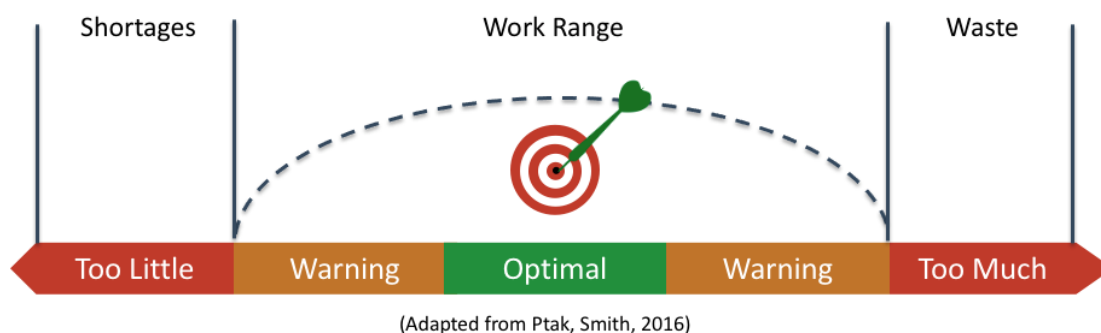 Shortages
Work Range
Waste
Too Little
Warning
Optimal
Warning
Too Much
(Adapted from Ptak, Smith, 2016)